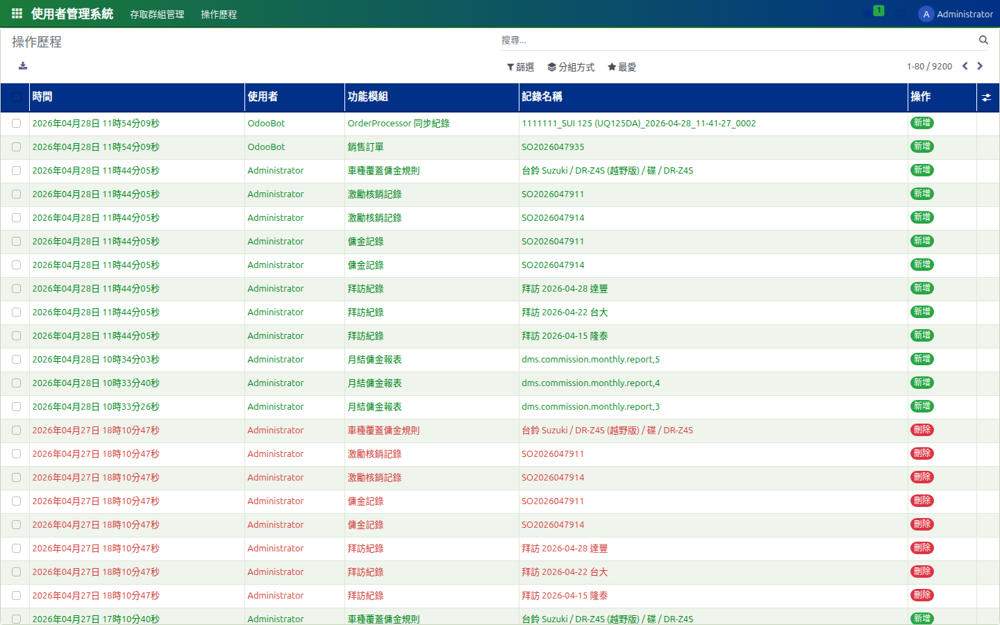 使用者管理系統 存取群組管理 操作歷程 1 A Administrator
操作歷程 搜尋...
篩選 分組方式 最愛 1-80 / 9200
時間 使用者 功能模組 記錄名稱 操作
2026年04月28日 11時54分09秒 OdooBot OrderProcessor 同步紀錄 1111111_SUI 125 (UQ125DA)_2026-04-28_11-41-27_0002 新增
2026年04月28日 11時54分09秒 OdooBot 銷售訂單 SO2026047935 新增
2026年04月28日 11時44分05秒 Administrator 車種覆蓋傭金規則 台鈴 Suzuki / DR-Z4S (越野版) / 碟 / DR-Z4S 新增
2026年04月28日 11時44分05秒 Administrator 激勵核銷記錄 SO2026047911 新增
2026年04月28日 11時44分05秒 Administrator 激勵核銷記錄 SO2026047914 新增
2026年04月28日 11時44分05秒 Administrator 傭金記錄 SO2026047911 新增
2026年04月28日 11時44分05秒 Administrator 傭金記錄 SO2026047914 新增
2026年04月28日 11時44分05秒 Administrator 拜訪紀錄 拜訪 2026-04-28 達豐 新增
2026年04月28日 11時44分05秒 Administrator 拜訪紀錄 拜訪 2026-04-22 台大 新增
2026年04月28日 11時44分05秒 Administrator 拜訪紀錄 拜訪 2026-04-15 隆泰 新增
2026年04月28日 10時34分03秒 Administrator 月結傭金報表 dms.commission.monthly.report,5 新增
2026年04月28日 10時33分40秒 Administrator 月結傭金報表 dms.commission.monthly.report,4 新增
2026年04月28日 10時33分26秒 Administrator 月結傭金報表 dms.commission.monthly.report,3 新增
2026年04月27日 18時10分47秒 Administrator 車種覆蓋傭金規則 台鈴 Suzuki / DR-Z4S (越野版) / 碟 / DR-Z4S 刪除
2026年04月27日 18時10分47秒 Administrator 激勵核銷記錄 SO2026047911 刪除
2026年04月27日 18時10分47秒 Administrator 激勵核銷記錄 SO2026047914 刪除
2026年04月27日 18時10分47秒 Administrator 傭金記錄 SO2026047911 刪除
2026年04月27日 18時10分47秒 Administrator 傭金記錄 SO2026047914 刪除
2026年04月27日 18時10分47秒 Administrator 拜訪紀錄 拜訪 2026-04-28 達豐 刪除
2026年04月27日 18時10分47秒 Administrator 拜訪紀錄 拜訪 2026-04-22 台大 刪除
2026年04月27日 18時10分47秒 Administrator 拜訪紀錄 拜訪 2026-04-15 隆泰 刪除
2026年04月27日 17時10分40秒 Administrator 車種覆蓋傭金規則 台鈴 Suzuki / DR-Z4S (越野版) / 碟 / DR-Z4S 新增